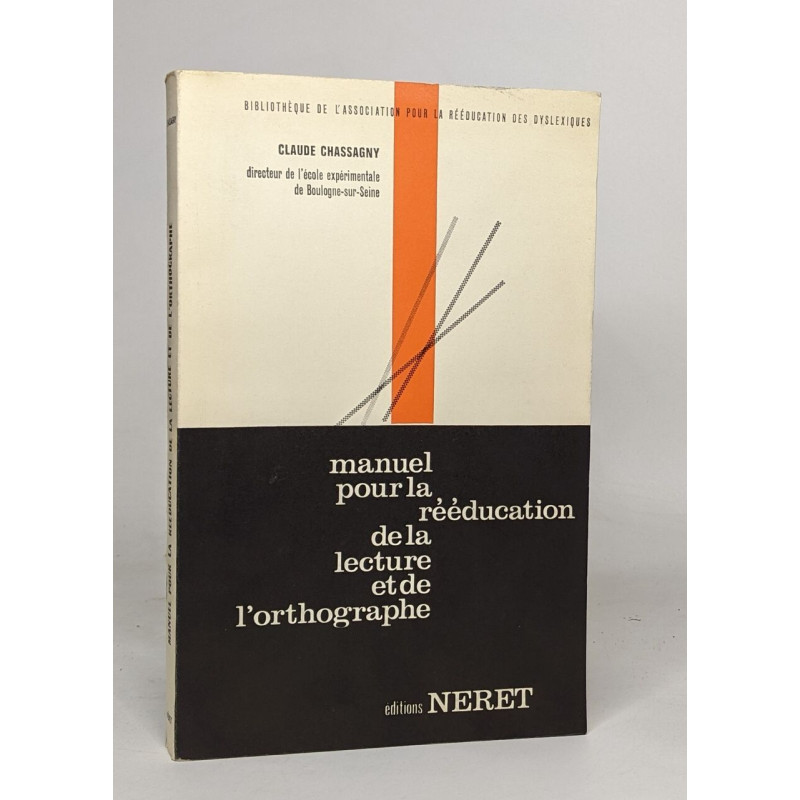 BIBLIOTHÈQUE DE L'ASSOCIATION POUR LA RÉÉDUCATION DES DYSLEXIQUES
CLAUDE CHASSAGNY
directeur de l'école expérimentale
de Boulogne-sur-Seine
manuel
pour la
rééducation
de la
lecture
et de
l'orthographe
éditions NERET
MANUEL POUR LA RÉÉDUCATION DE LA LECTURE ET DE L'ORTHOGRAPHE